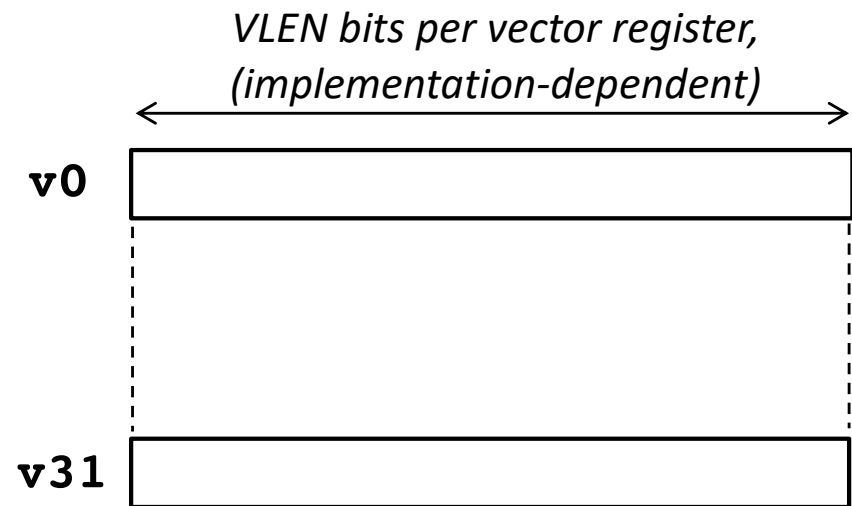 VLEN bits per vector register,
(implementation-dependent)
v0
v31